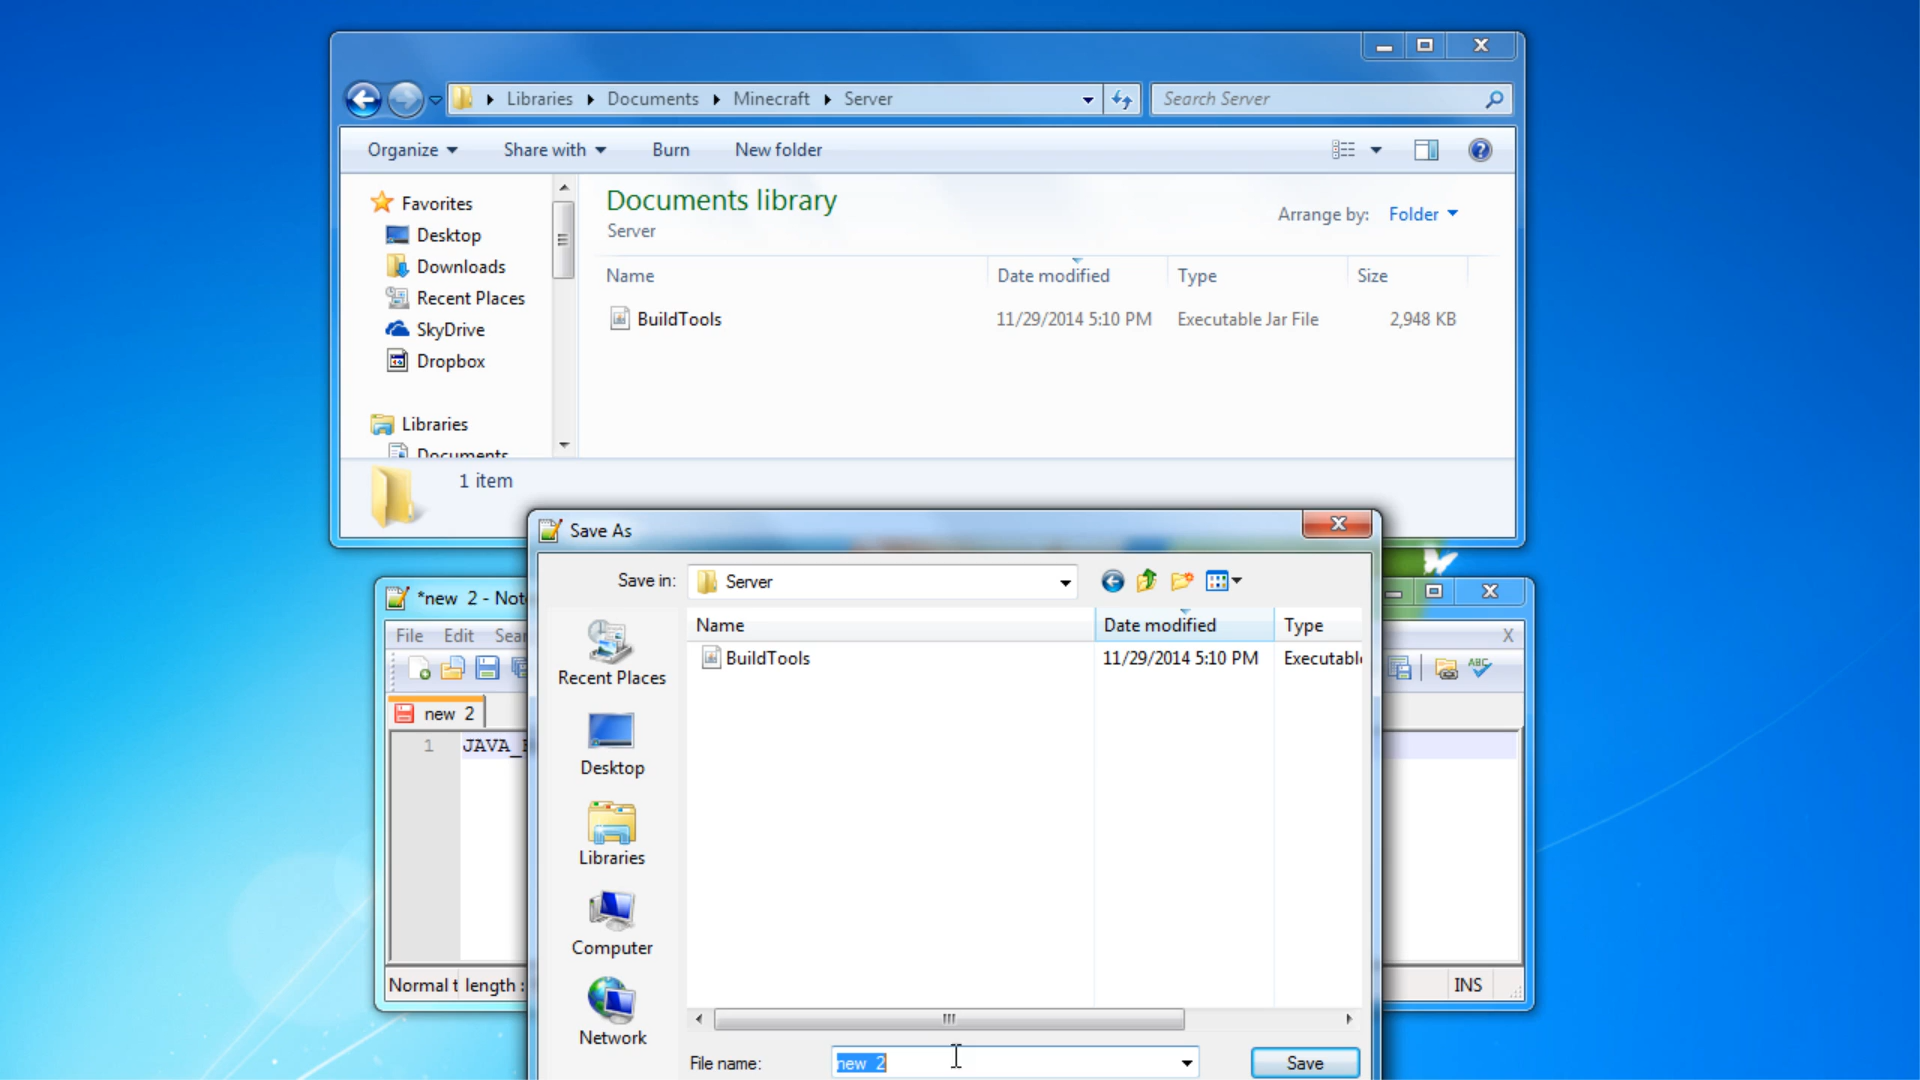 Libraries Documents Minecraft Server
Search Server
Organize Share with Burn New folder
Documents library
Server
Arrange by: Folder
Favorites
Desktop
Downloads
Recent Places
SkyDrive
Dropbox
Libraries
Documents
Name Date modified Type Size
BuildTools 11/29/2014 5:10 PM Executable Jar File 2,948 KB
1 item
Save As
Save in: Server
Name Date modified Type
BuildTools 11/29/2014 5:10 PM Executabl
Recent Places
Desktop
Libraries
Computer
Network
File name: new 2
Save
*new 2 - Not
File Edit Sear
X
ABC
new 2
1 JAVA_
Normal t length :
INS